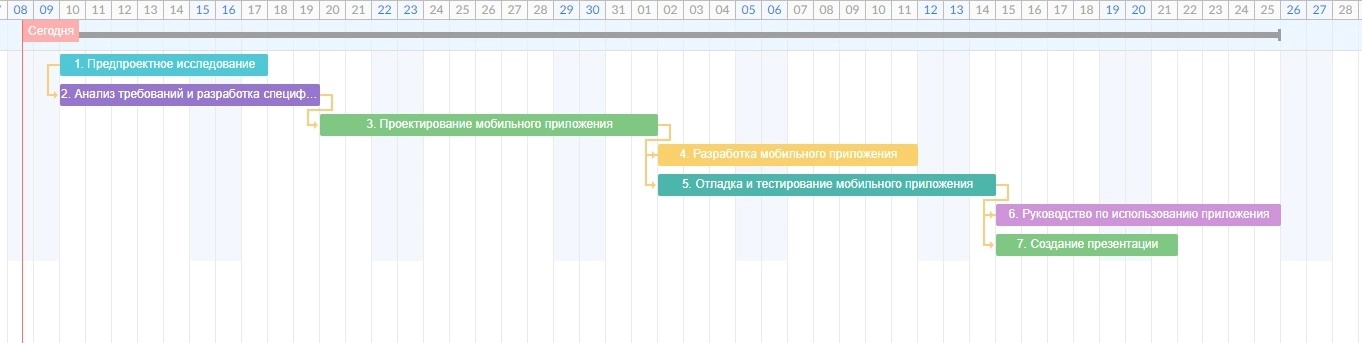 08 09 10 11 12 13 14 15 16 17 18 19 20 21 22 23 24 25 26 27 28 29 30 31 01 02 03 04 05 06 07 08 09 10 11 12 13 14 15 16 17 18 19 20 21 22 23 24 25 26 27 28
Сегодня
1. Предпроектное исследование
2. Анализ требований и разработка специф...
3. Проектирование мобильного приложения
4. Разработка мобильного приложения
5. Отладка и тестирование мобильного приложения
6. Руководство по использованию приложения
7. Создание презентации